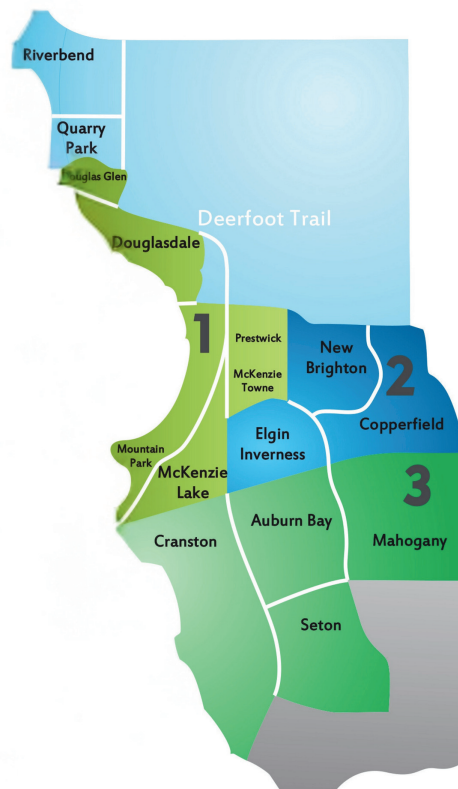 Riverbend
Quarry
Park
Douglas Glen
Deerfoot Trail
Douglasdale
1
Prestwick
McKenzie
Towne
New
Brighton
2
Copperfield
Elgin
Inverness
Mountain
Park
McKenzie
Lake
3
Auburn Bay
Cranston
Mahogany
Seton